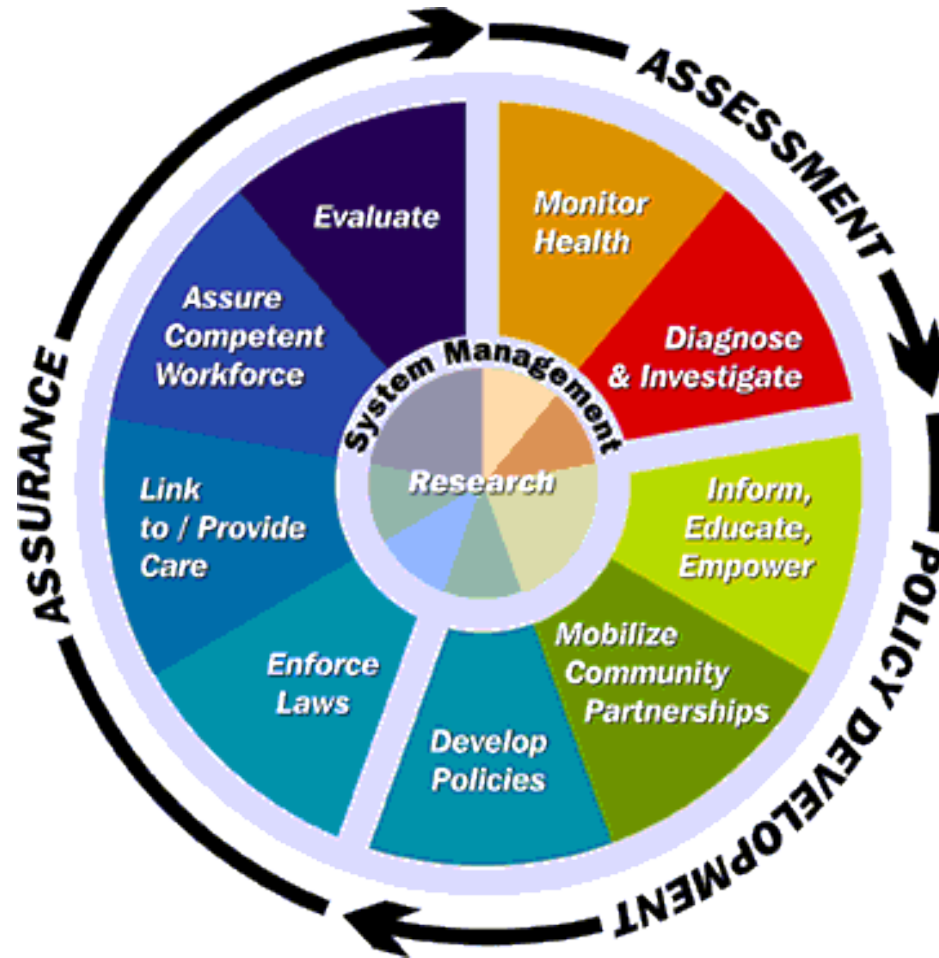 ASSESSMENT
Monitor
Health
Diagnose
& Investigate
POLICY DEVELOPMENT
Inform,
Educate,
Empower
Mobilize
Community
Partnerships
Develop
Policies
ASSURANCE
Enforce
Laws
Link
to / Provide
Care
Assure
Competent
Workforce
Evaluate
System Management
Research